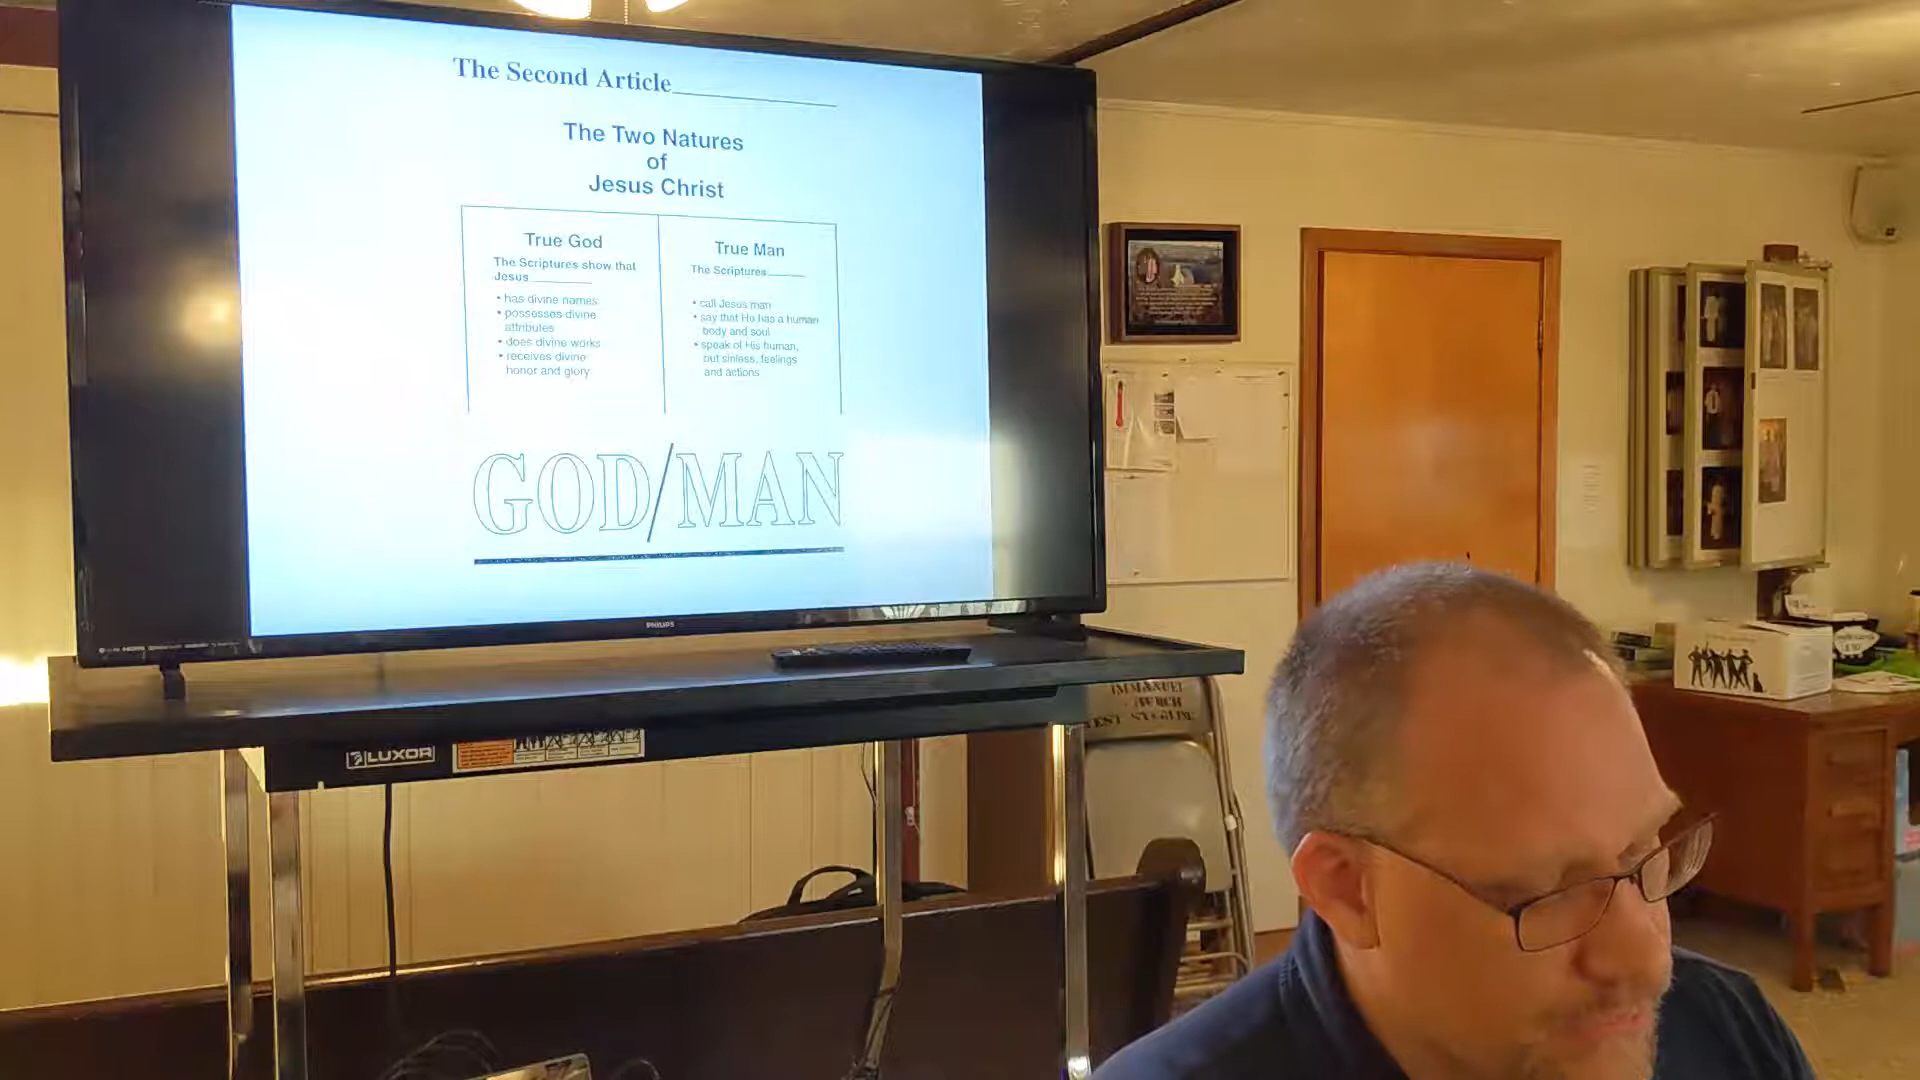 The Second Article
The Two Natures
of
Jesus Christ
True God
The Scriptures show that
Jesus
• has divine names
• possesses divine
attributes
• does divine works
• receives divine
honor and glory
True Man
The Scriptures
• call Jesus man
• say that He has a human
body and soul
• speak of His human,
but sinless, feelings
and actions
GOD/MAN
PHILIPS
LUXOR
IMMANUEL